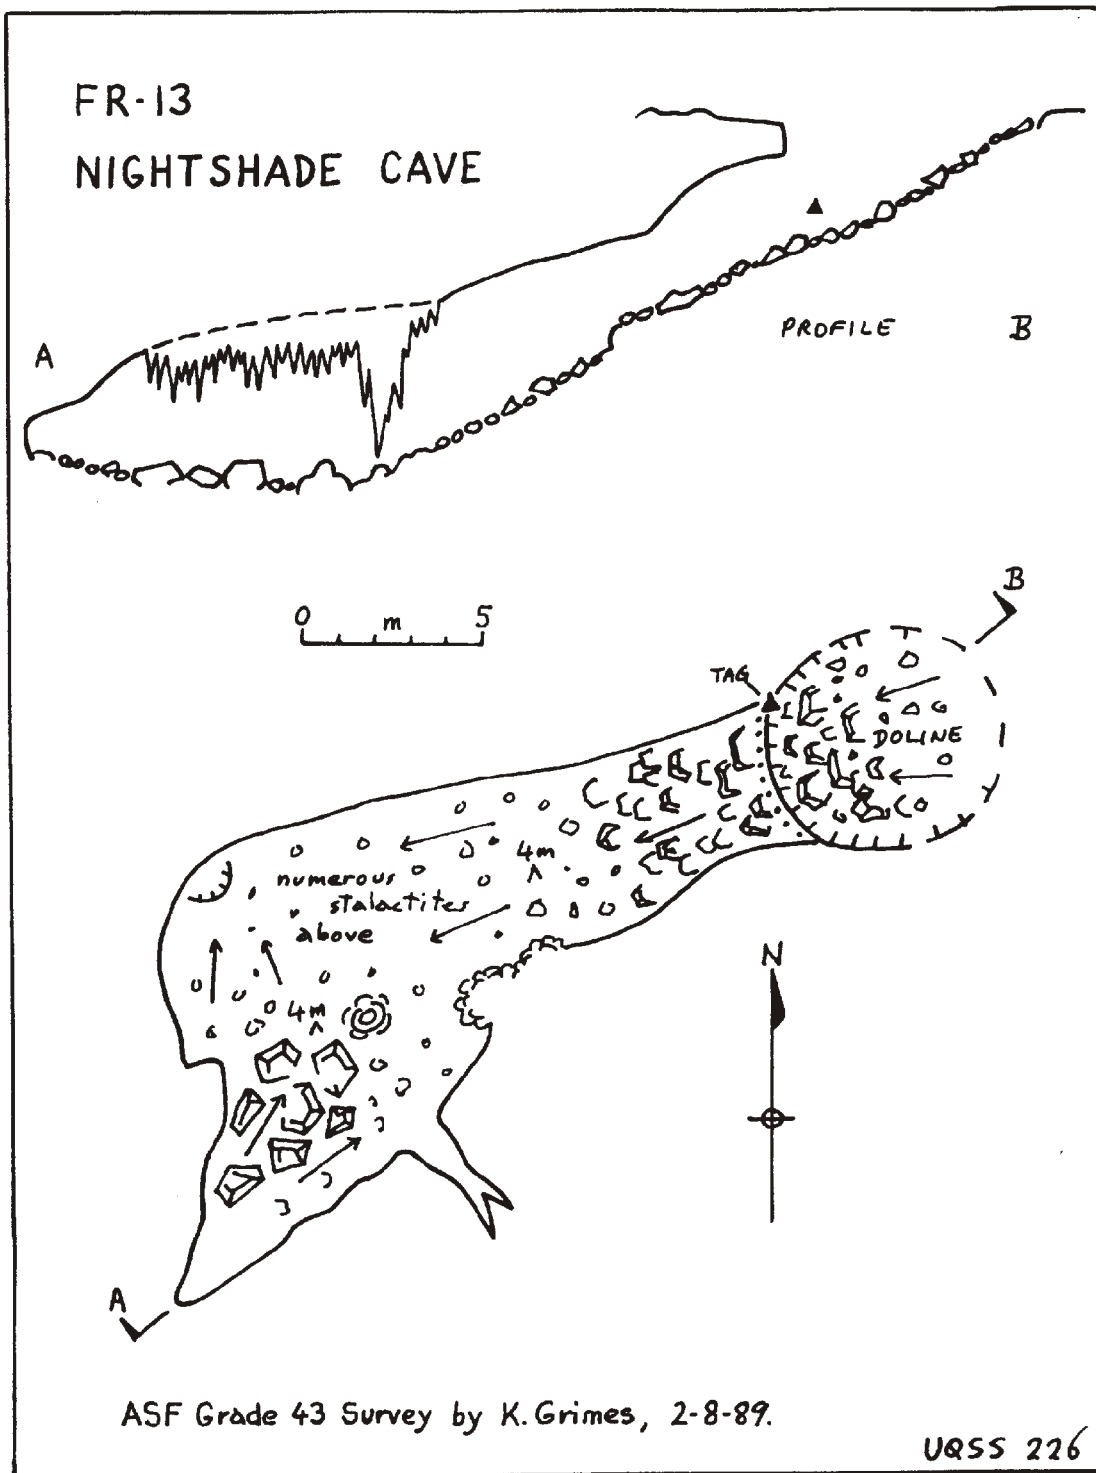 FR-13
NIGHTSHADE CAVE
A
PROFILE
B
0 m 5
B
TAG
DOLINE
4m
numerous
stalactites
above
4m
N
A
ASF Grade 43 Survey by K. Grimes, 2-8-89.
UQSS 226